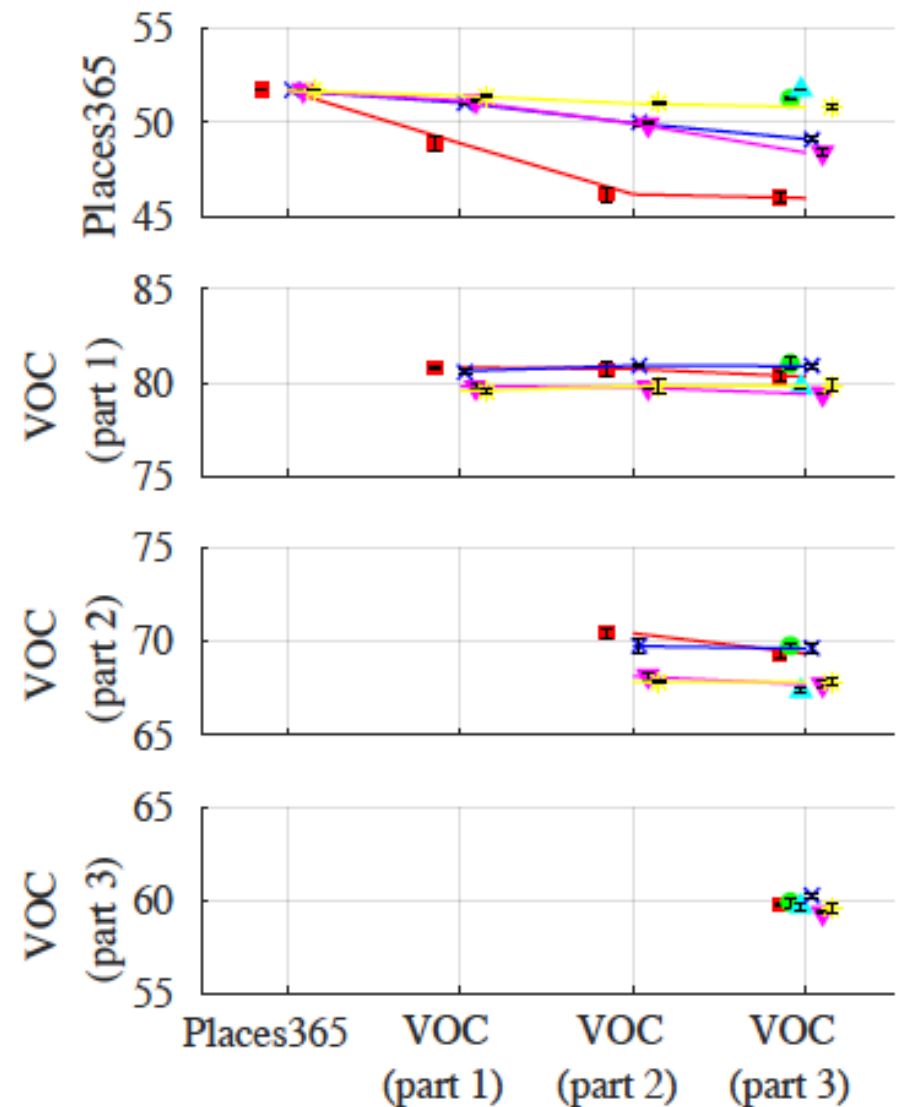 Places365
55
50
45
VOC
(part 1)
85
80
75
VOC
(part 2)
75
70
65
VOC
(part 3)
65
60
55
Places365 VOC VOC VOC
(part 1) (part 2) (part 3)